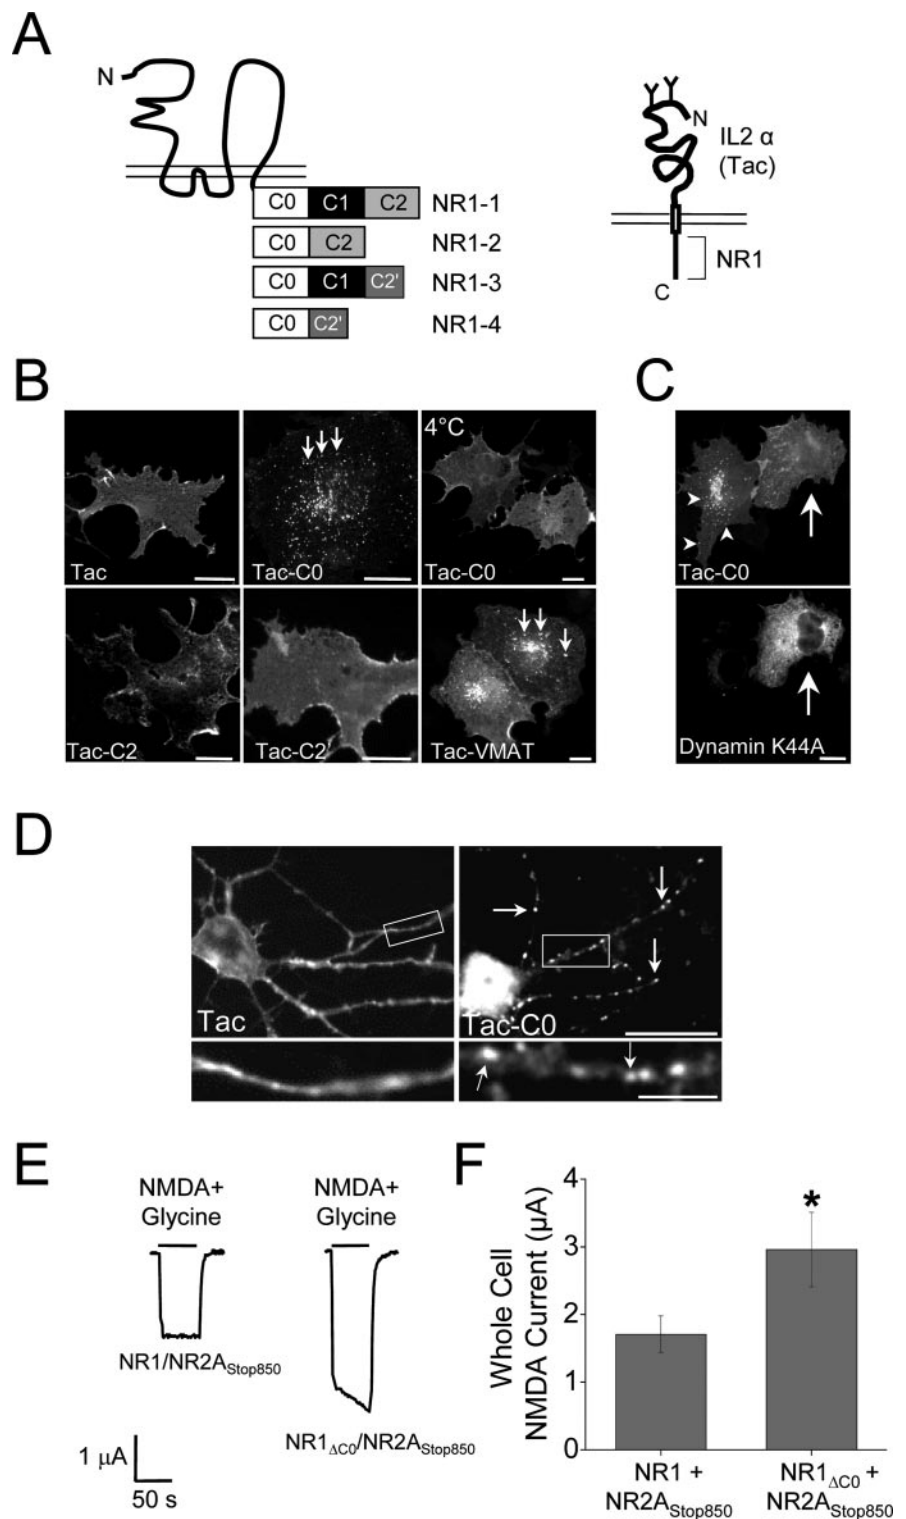 A
N
C0 C1 C2 NR1-1
C0 C2 NR1-2
C0 C1 C2' NR1-3
C0 C2' NR1-4
N
IL2 α
(Tac)
NR1
C
B
Tac
Tac-C0
4°C
Tac-C0
Tac-C2
Tac-C2
Tac-VMAT
C
Tac-C0
Dynamin K44A
D
Tac
Tac-C0
E
NMDA+
Glycine
NR1/NR2AStop850
NMDA+
Glycine
NR1ΔC0/NR2AStop850
1 μA
50 s
F
Whole Cell
NMDA Current (μA)
4
3
2
1
0
*
NR1 +
NR2AStop850
NR1ΔC0 +
NR2AStop850